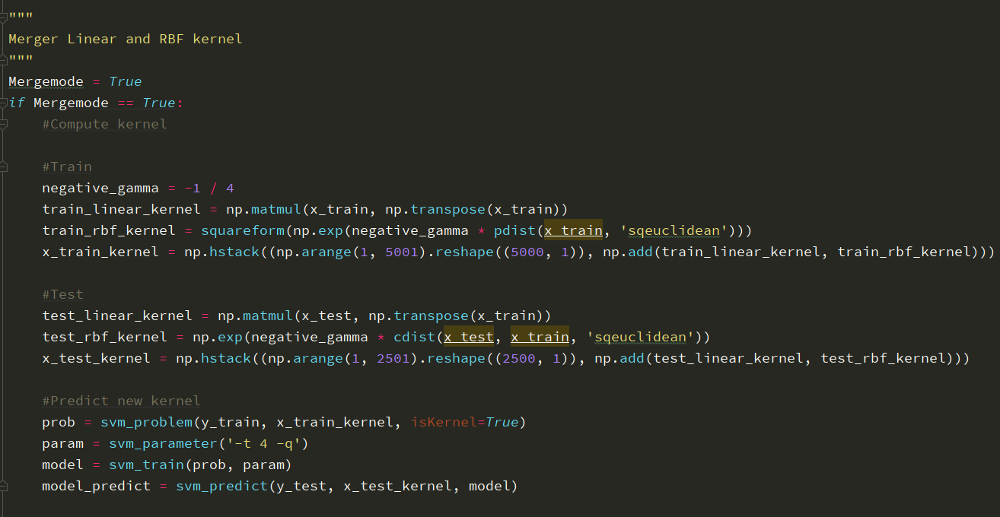 """
Merger Linear and RBF kernel
"""
Mergemode = True
if Mergemode == True:
    #Compute kernel

    #Train
    negative_gamma = -1 / 4
    train_linear_kernel = np.matmul(x_train, np.transpose(x_train))
    train_rbf_kernel = squareform(np.exp(negative_gamma * pdist(x_train, 'sqeuclidean')))
    x_train_kernel = np.hstack((np.arange(1, 5001).reshape((5000, 1)), np.add(train_linear_kernel, train_rbf_kernel)))

    #Test
    test_linear_kernel = np.matmul(x_test, np.transpose(x_train))
    test_rbf_kernel = np.exp(negative_gamma * cdist(x_test, x_train, 'sqeuclidean'))
    x_test_kernel = np.hstack((np.arange(1, 2501).reshape((2500, 1)), np.add(test_linear_kernel, test_rbf_kernel)))

    #Predict new kernel
    prob = svm_problem(y_train, x_train_kernel, isKernel=True)
    param = svm_parameter('-t 4 -q')
    model = svm_train(prob, param)
    model_predict = svm_predict(y_test, x_test_kernel, model)